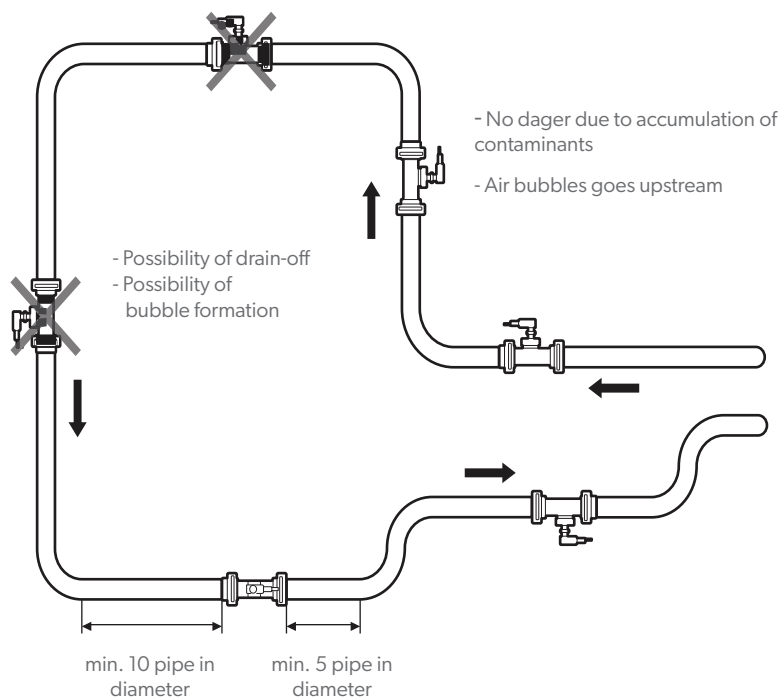 - No dager due to accumulation of
contaminants
- Air bubbles goes upstream
- Possibility of drain-off
- Possibility of
bubble formation
min. 10 pipe in
diameter
min. 5 pipe in
diameter